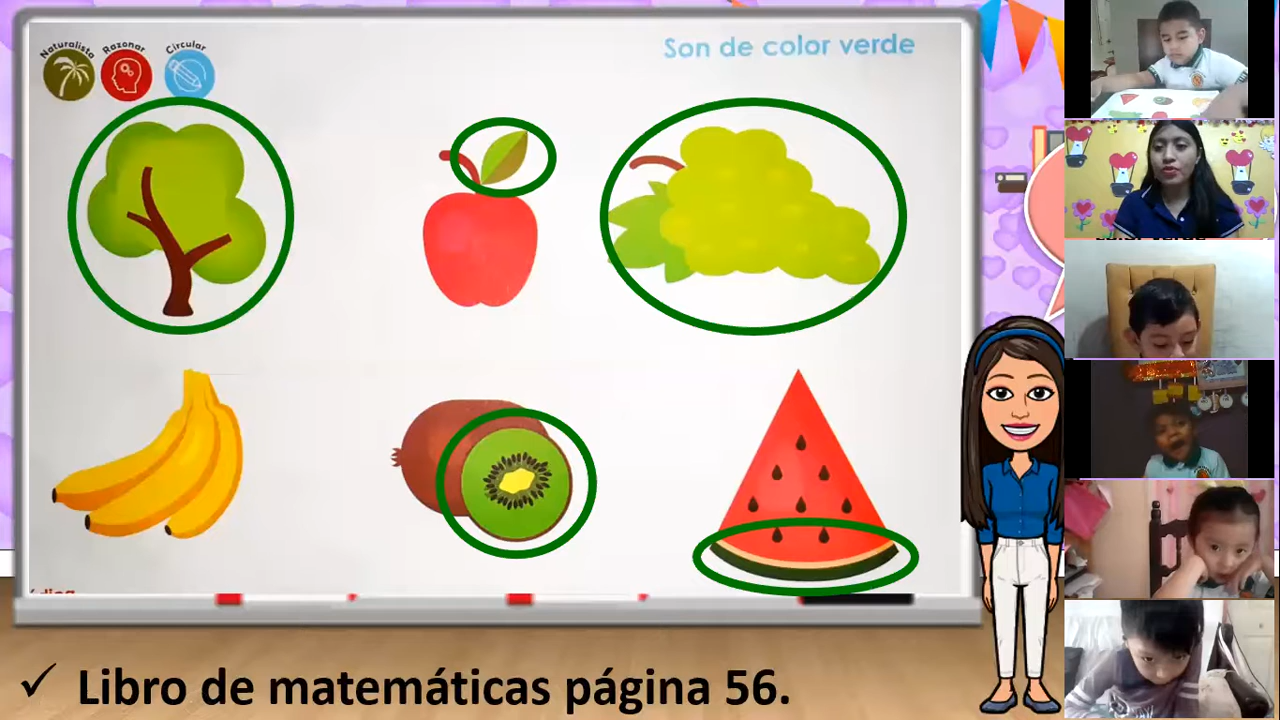 Naturalista Razonar Circular
Son de color verde
✓ Libro de matemáticas página 56.